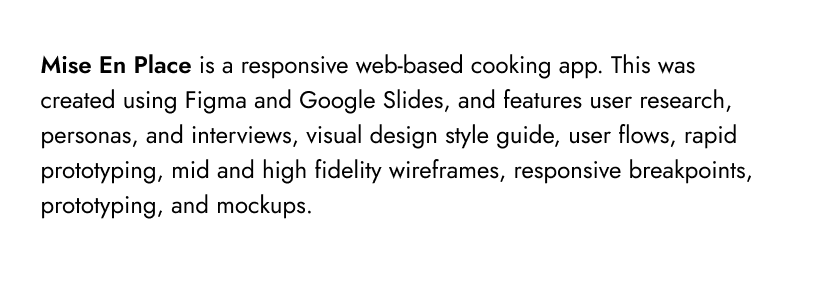 Mise En Place is a responsive web-based cooking app. This was
created using Figma and Google Slides, and features user research,
personas, and interviews, visual design style guide, user flows, rapid
prototyping, mid and high fidelity wireframes, responsive breakpoints,
prototyping, and mockups.